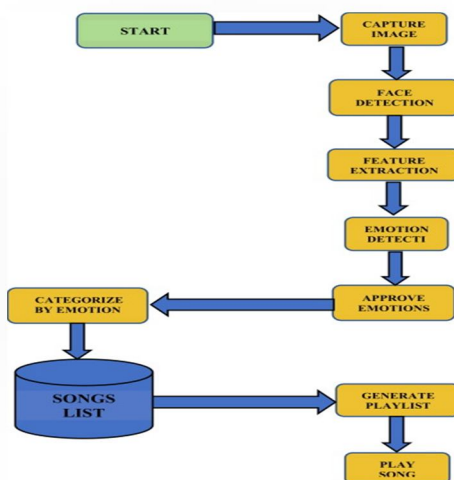 START
CAPTURE
IMAGE
FACE
DETECTION
FEATURE
EXTRACTION
EMOTION
DETECTI
CATEGORIZE
BY EMOTION
APPROVE
EMOTIONS
SONGS
LIST
GENERATE
PLAYLIST
PLAY
SONG